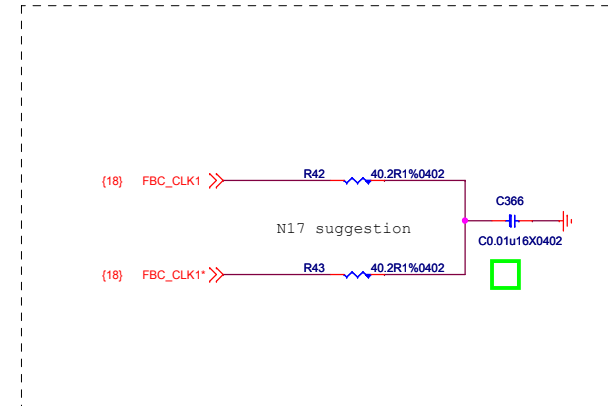 R42 40.2R1%0402
{18} FBC_CLK1
C366
N17 suggestion
C0.01u16X0402
R43 40.2R1%0402
{18} FBC_CLK1*